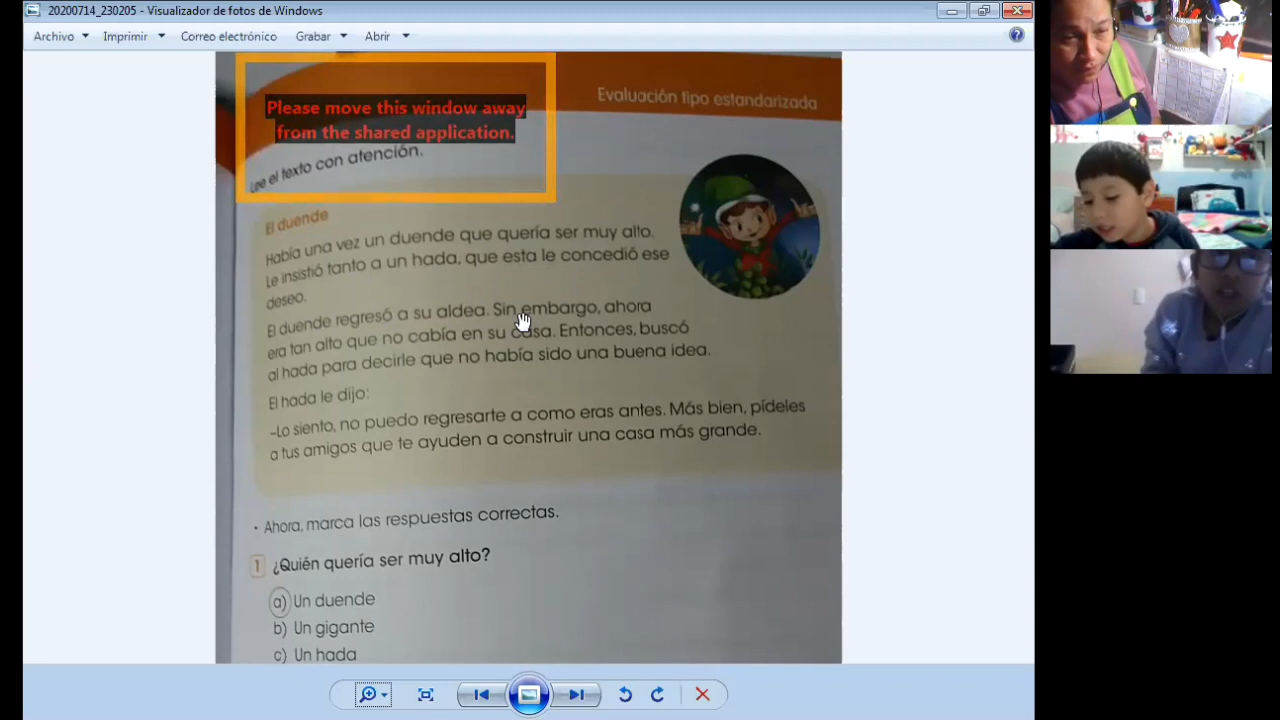 20200714_230205 - Visualizador de fotos de Windows
Archivo Imprimir Correo electrónico Grabar Abrir
Please move this window away
from the shared application.
Evaluación tipo estandarizada
Lee el texto con atención.
El duende
Había una vez un duende que quería ser muy alto.
Le insistió tanto a un hada, que esta le concedió ese
deseo.
El duende regresó a su aldea. Sin embargo, ahora
era tan alto que no cabía en su casa. Entonces, buscó
al hada para decirle que no había sido una buena idea.
El hada le dijo:
–Lo siento, no puedo regresarte a como eras antes. Más bien, pídeles
a tus amigos que te ayuden a construir una casa más grande.
• Ahora, marca las respuestas correctas.
1 ¿Quién quería ser muy alto?
a) Un duende
b) Un gigante
c) Un hada